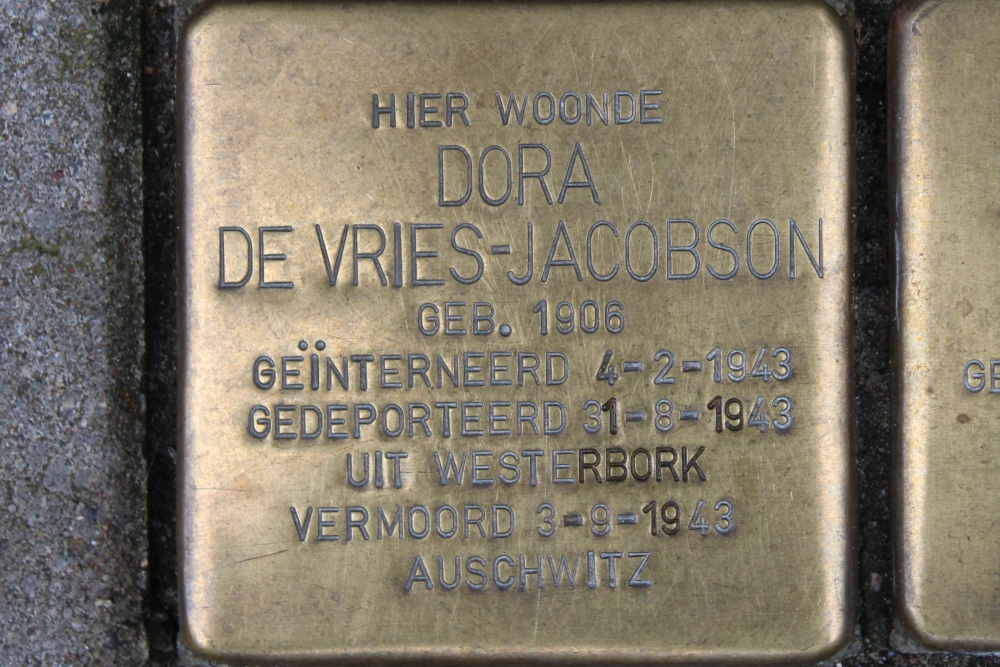 HIER WOONDE
DORA
DE VRIES-JACOBSON
GEB. 1906
GEÏNTERNEERD 4-2-1943
GEDEPORTEERD 31-8-1943
UIT WESTERBORK
VERMOORD 3-9-1943
AUSCHWITZ